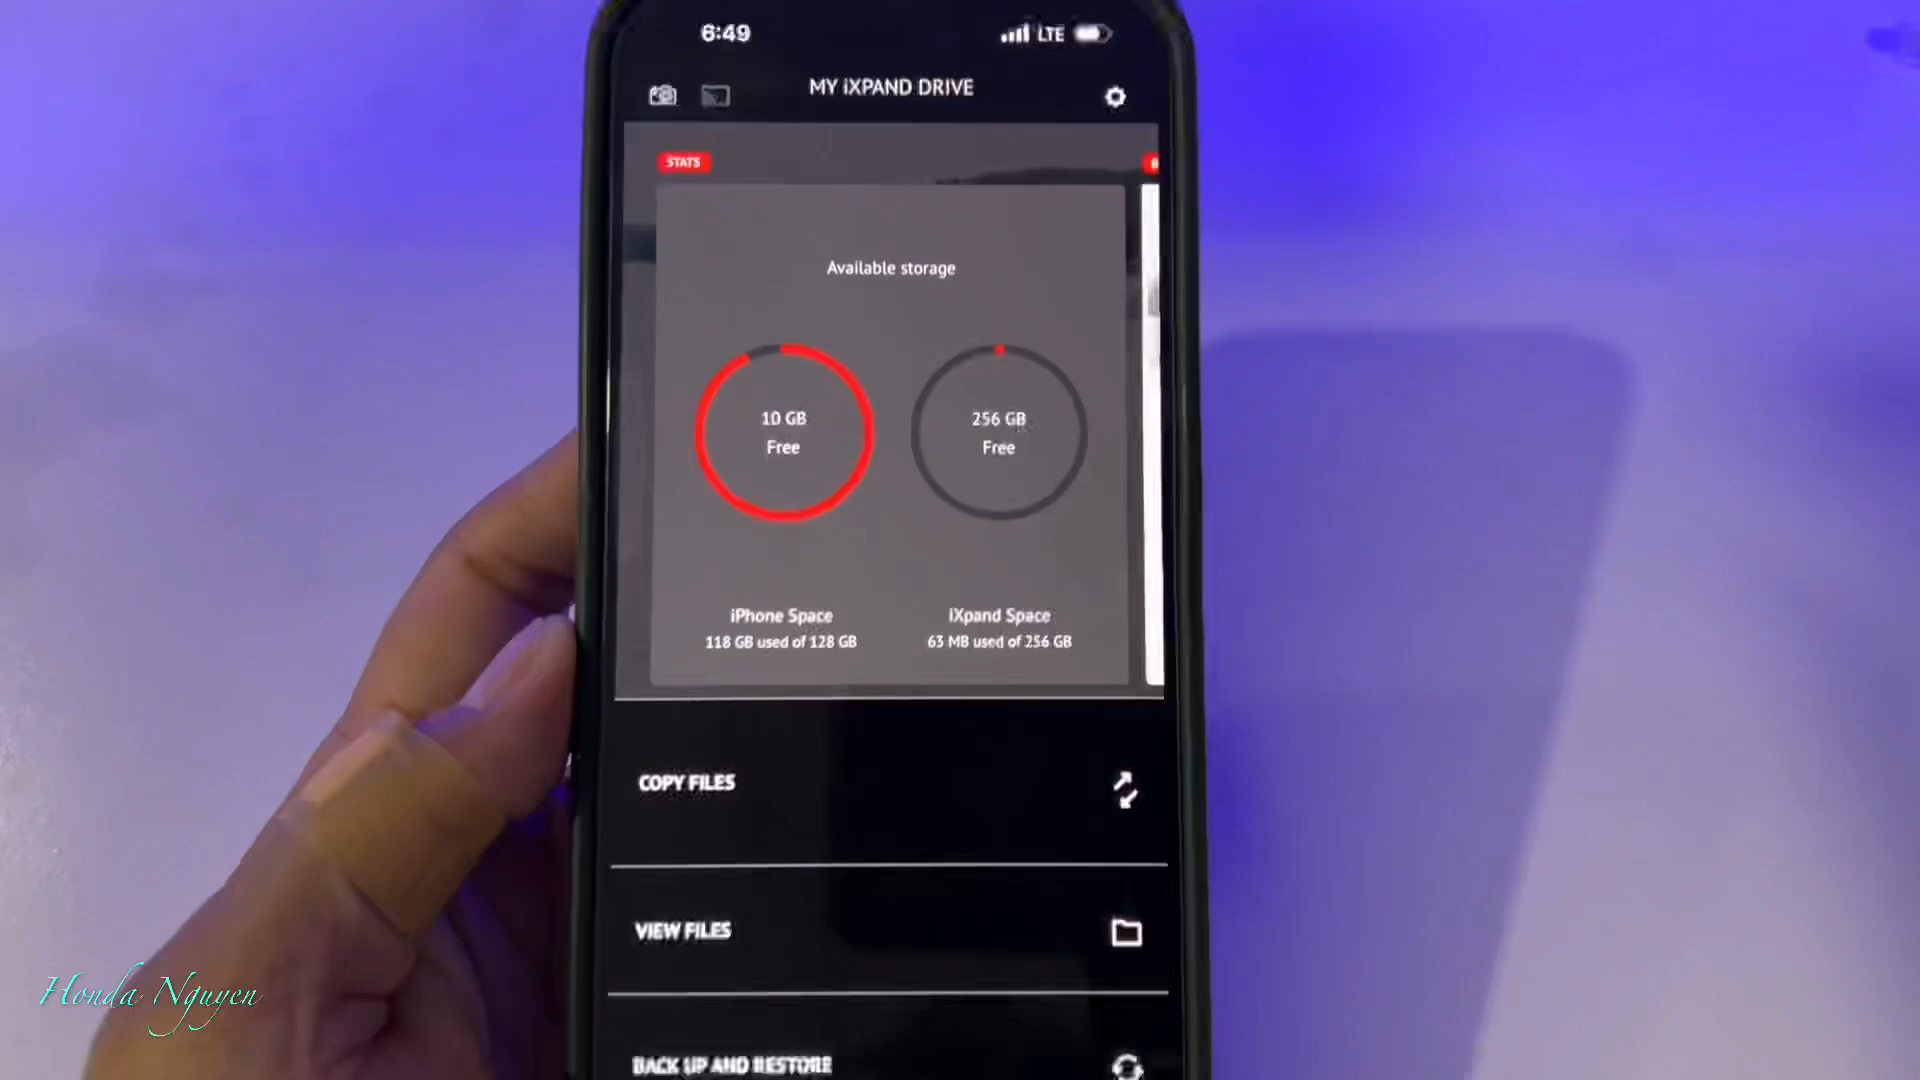 6:49
LTE
MY iXPAND DRIVE
STATS
Available storage
10 GB
Free
256 GB
Free
iPhone Space
118 GB used of 128 GB
iXpand Space
63 MB used of 256 GB
COPY FILES
VIEW FILES
BACK UP AND RESTORE
Honda Nguyen